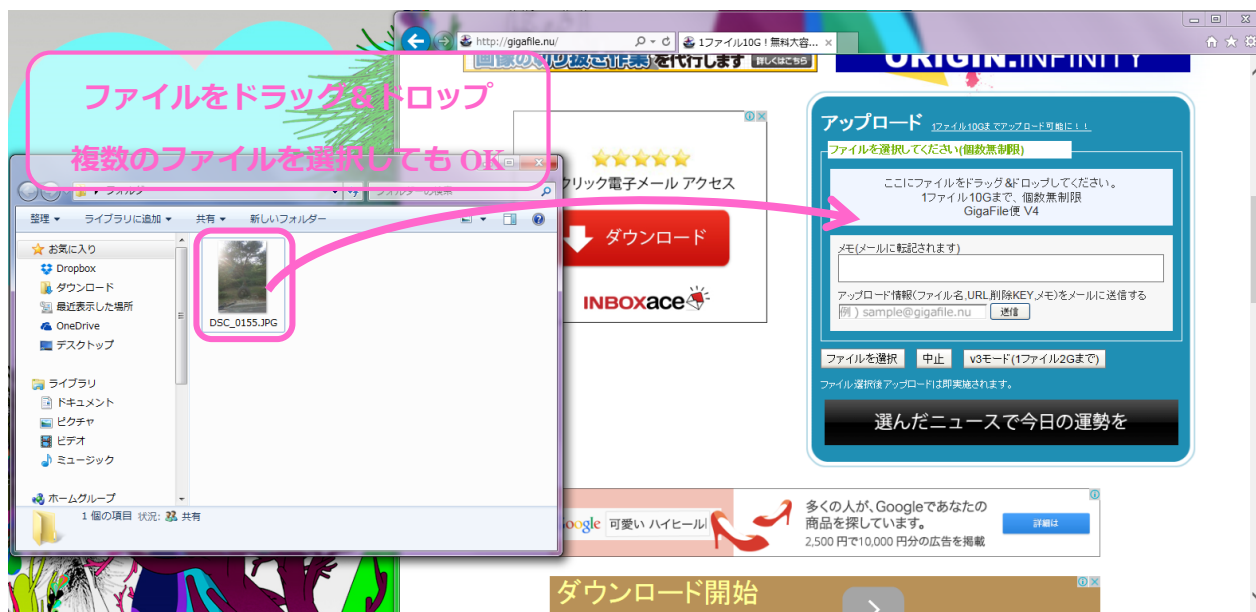 http://gigafile.nu/
1ファイル10G！無料大容...
画像の切り抜き作業を代行します 詳しくはこちら
ORIGIN.INFINITY
ファイルをドラッグ&ドロップ
複数のファイルを選択してもOK
フォルダー
フォルダーの検索
整理 ライブラリに追加 共有 新しいフォルダー
お気に入り
Dropbox
ダウンロード
最近表示した場所
OneDrive
デスクトップ
ライブラリ
ドキュメント
ピクチャ
ビデオ
ミュージック
ホームグループ
DSC_0155.JPG
1 個の項目 状況: 共有
クリック電子メール アクセス
ダウンロード
INBOXace
アップロード 1ファイル10Gまでアップロード可能に！！
ファイルを選択してください(個数無制限)
ここにファイルをドラッグ&ドロップしてください。
1ファイル10Gまで、個数無制限
GigaFile便 V4
メモ(メールに転記されます)
アップロード情報(ファイル名,URL,削除KEY,メモ)をメールに送信する
例 ) sample@gigafile.nu 送信
ファイルを選択 中止 v3モード(1ファイル2Gまで)
ファイル選択後アップロードは即実施されます。
選んだニュースで今日の運勢を
oogle 可愛い ハイヒール
多くの人が、Googleであなたの
商品を探しています。
2,500 円で10,000 円分の広告を掲載
詳細は
ダウンロード開始